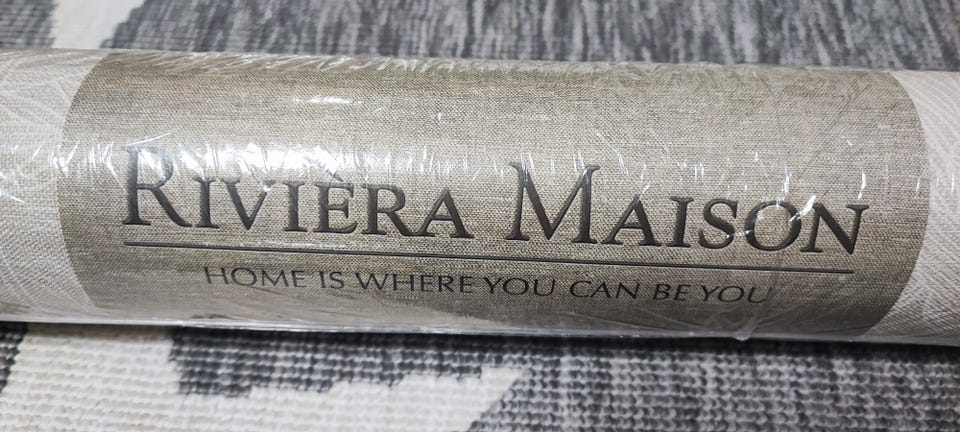 RIVIÈRA MAISON
HOME IS WHERE YOU CAN BE YOU